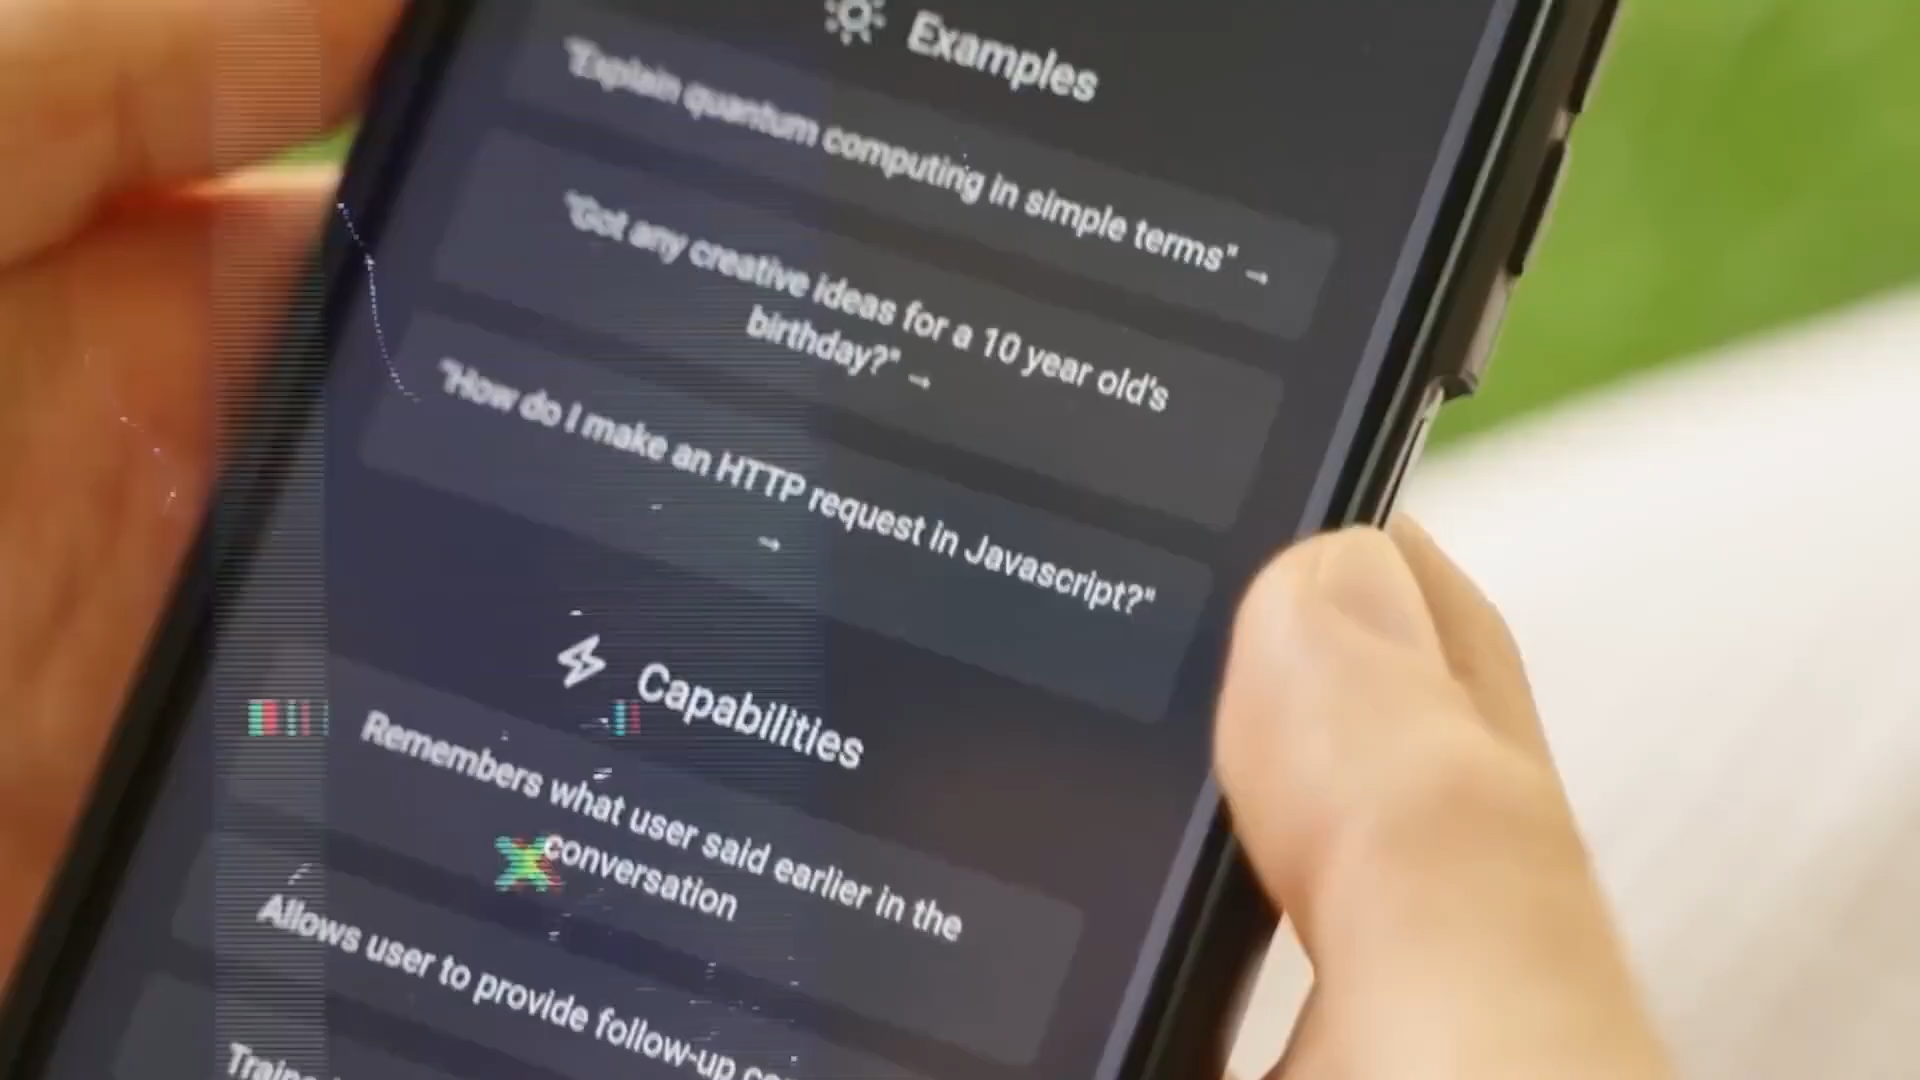 Examples
"Explain quantum computing in simple terms" →
"Got any creative ideas for a 10 year old's
birthday?" →
"How do I make an HTTP request in Javascript?"
→
Capabilities
Remembers what user said earlier in the
conversation
Allows user to provide follow-up